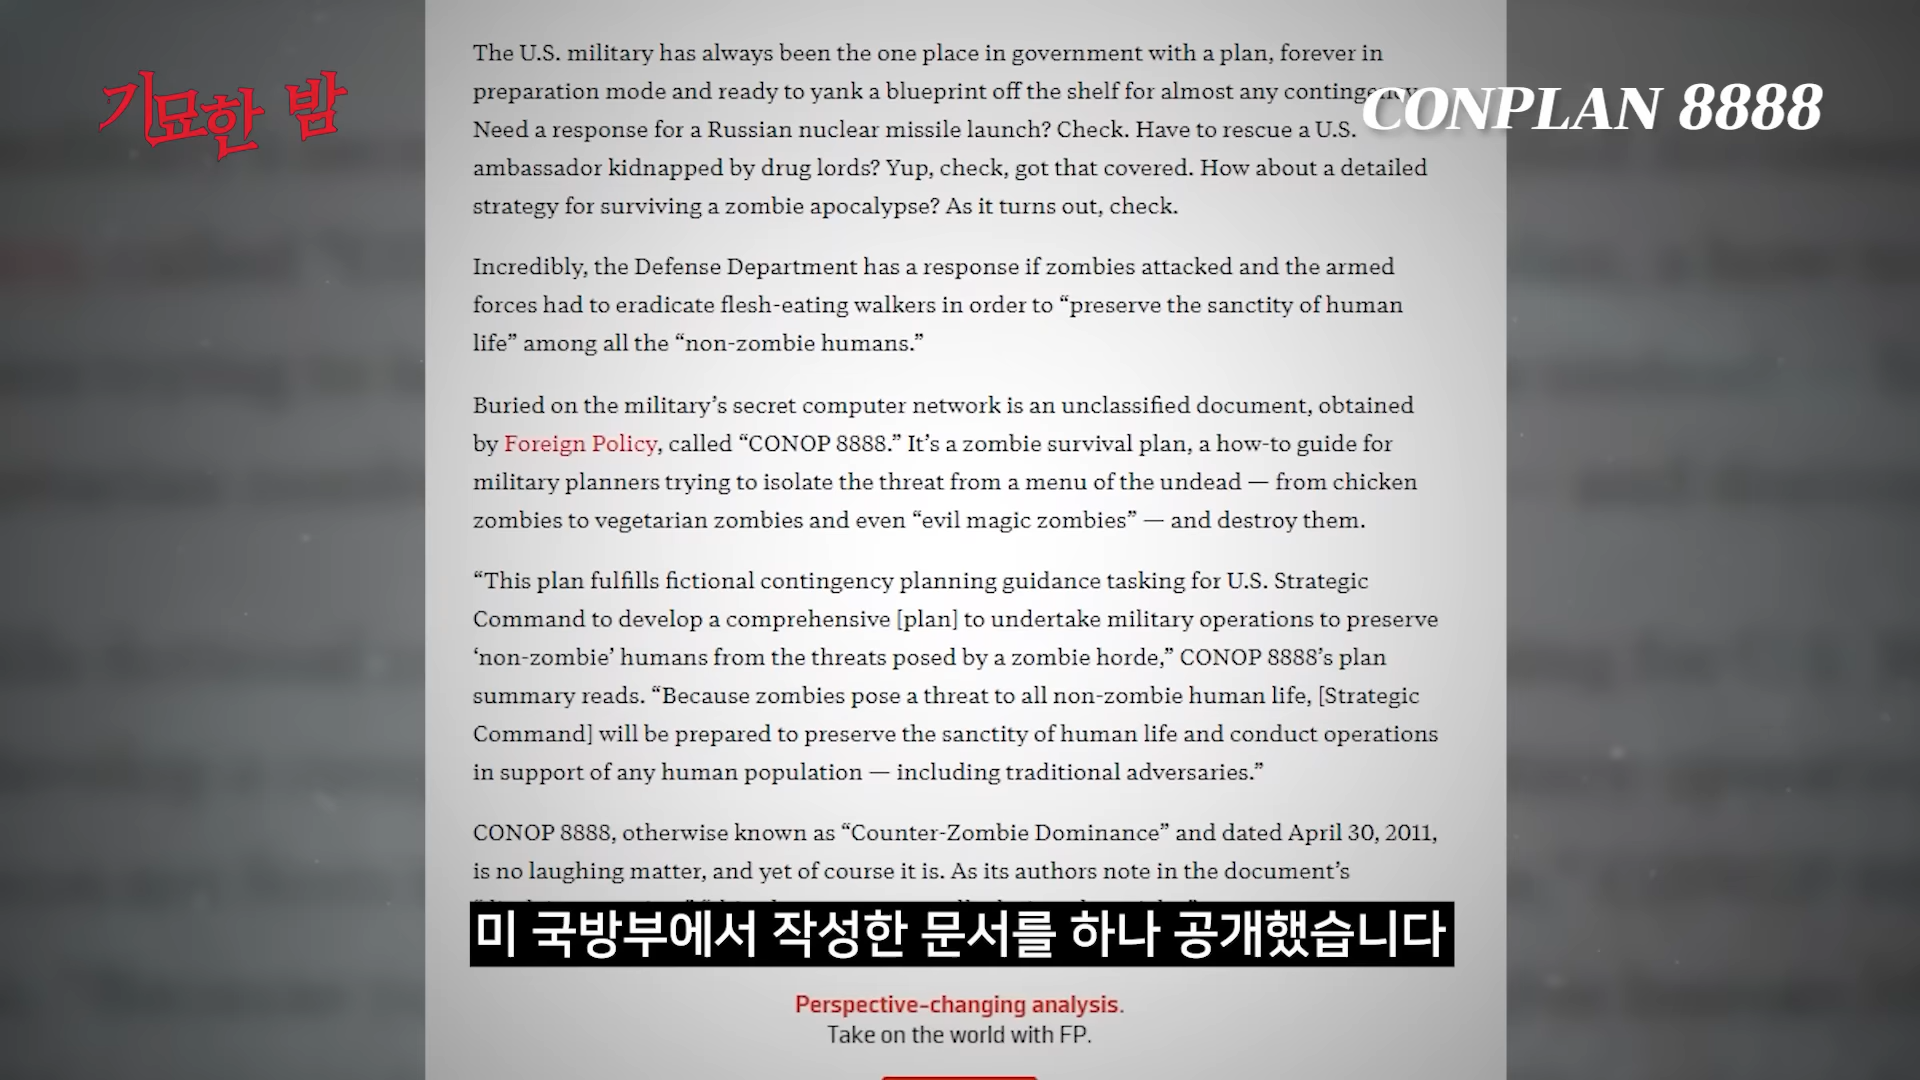 기묘한 밤
CONPLAN 8888
The U.S. military has always been the one place in government with a plan, forever in
preparation mode and ready to yank a blueprint off the shelf for almost any contingency.
Need a response for a Russian nuclear missile launch? Check. Have to rescue a U.S.
ambassador kidnapped by drug lords? Yup, check, got that covered. How about a detailed
strategy for surviving a zombie apocalypse? As it turns out, check.
Incredibly, the Defense Department has a response if zombies attacked and the armed
forces had to eradicate flesh-eating walkers in order to “preserve the sanctity of human
life” among all the “non-zombie humans.”
Buried on the military’s secret computer network is an unclassified document, obtained
by Foreign Policy, called “CONOP 8888.” It’s a zombie survival plan, a how-to guide for
military planners trying to isolate the threat from a menu of the undead — from chicken
zombies to vegetarian zombies and even “evil magic zombies” — and destroy them.
“This plan fulfills fictional contingency planning guidance tasking for U.S. Strategic
Command to develop a comprehensive [plan] to undertake military operations to preserve
‘non-zombie’ humans from the threats posed by a zombie horde,” CONOP 8888’s plan
summary reads. “Because zombies pose a threat to all non-zombie human life, [Strategic
Command] will be prepared to preserve the sanctity of human life and conduct operations
in support of any human population — including traditional adversaries.”
CONOP 8888, otherwise known as “Counter-Zombie Dominance” and dated April 30, 2011,
is no laughing matter, and yet of course it is. As its authors note in the document’s
미 국방부에서 작성한 문서를 하나 공개했습니다
Perspective-changing analysis.
Take on the world with FP.